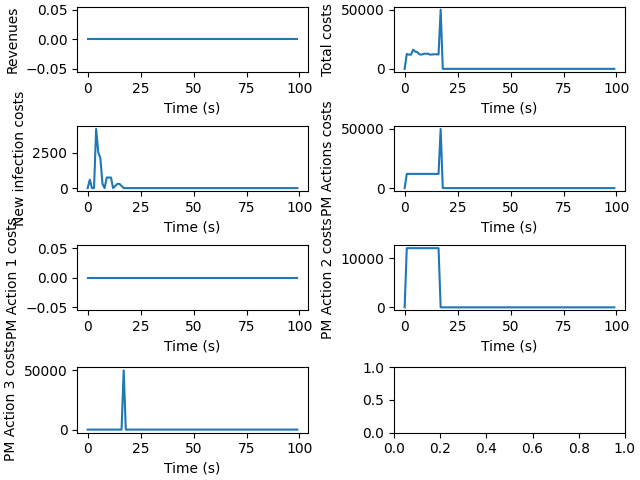 Revenues
0.05
0.00
−0.05
0 25 50 75 100
Time (s)
Total costs
50000
0
0 25 50 75 100
Time (s)
New infection costs
2500
0
0 25 50 75 100
Time (s)
PM Actions costs
50000
0
0 25 50 75 100
Time (s)
PM Action 1 costs
0.05
0.00
−0.05
0 25 50 75 100
Time (s)
PM Action 2 costs
10000
0
0 25 50 75 100
Time (s)
PM Action 3 costs
50000
0
0 25 50 75 100
Time (s)
1.0
0.5
0.0
0.0 0.2 0.4 0.6 0.8 1.0